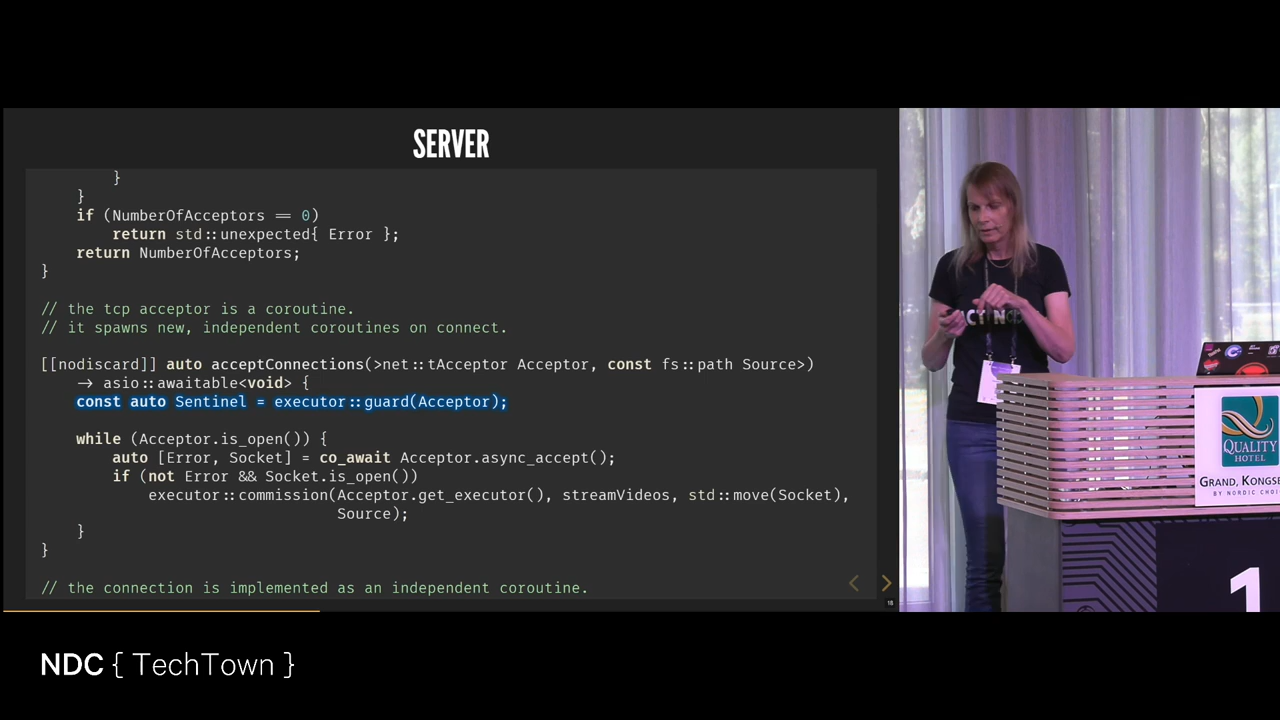 SERVER
}
}
if (NumberOfAcceptors == 0)
return std::unexpected{ Error };
return NumberOfAcceptors;
}
// the tcp acceptor is a coroutine.
// it spawns new, independent coroutines on connect.
[[nodiscard]] auto acceptConnections(>net::tAcceptor Acceptor, const fs::path Source>)
-> asio::awaitable<void> {
const auto Sentinel = executor::guard(Acceptor);
while (Acceptor.is_open()) {
auto [Error, Socket] = co_await Acceptor.async_accept();
if (not Error && Socket.is_open())
executor::commission(Acceptor.get_executor(), streamVideos, std::move(Socket),
Source);
}
}
// the connection is implemented as an independent coroutine.
18
QUALITY
HOTEL
GRAND, KONGSBE
BY NORDIC CHOI
1
NDC { TechTown }